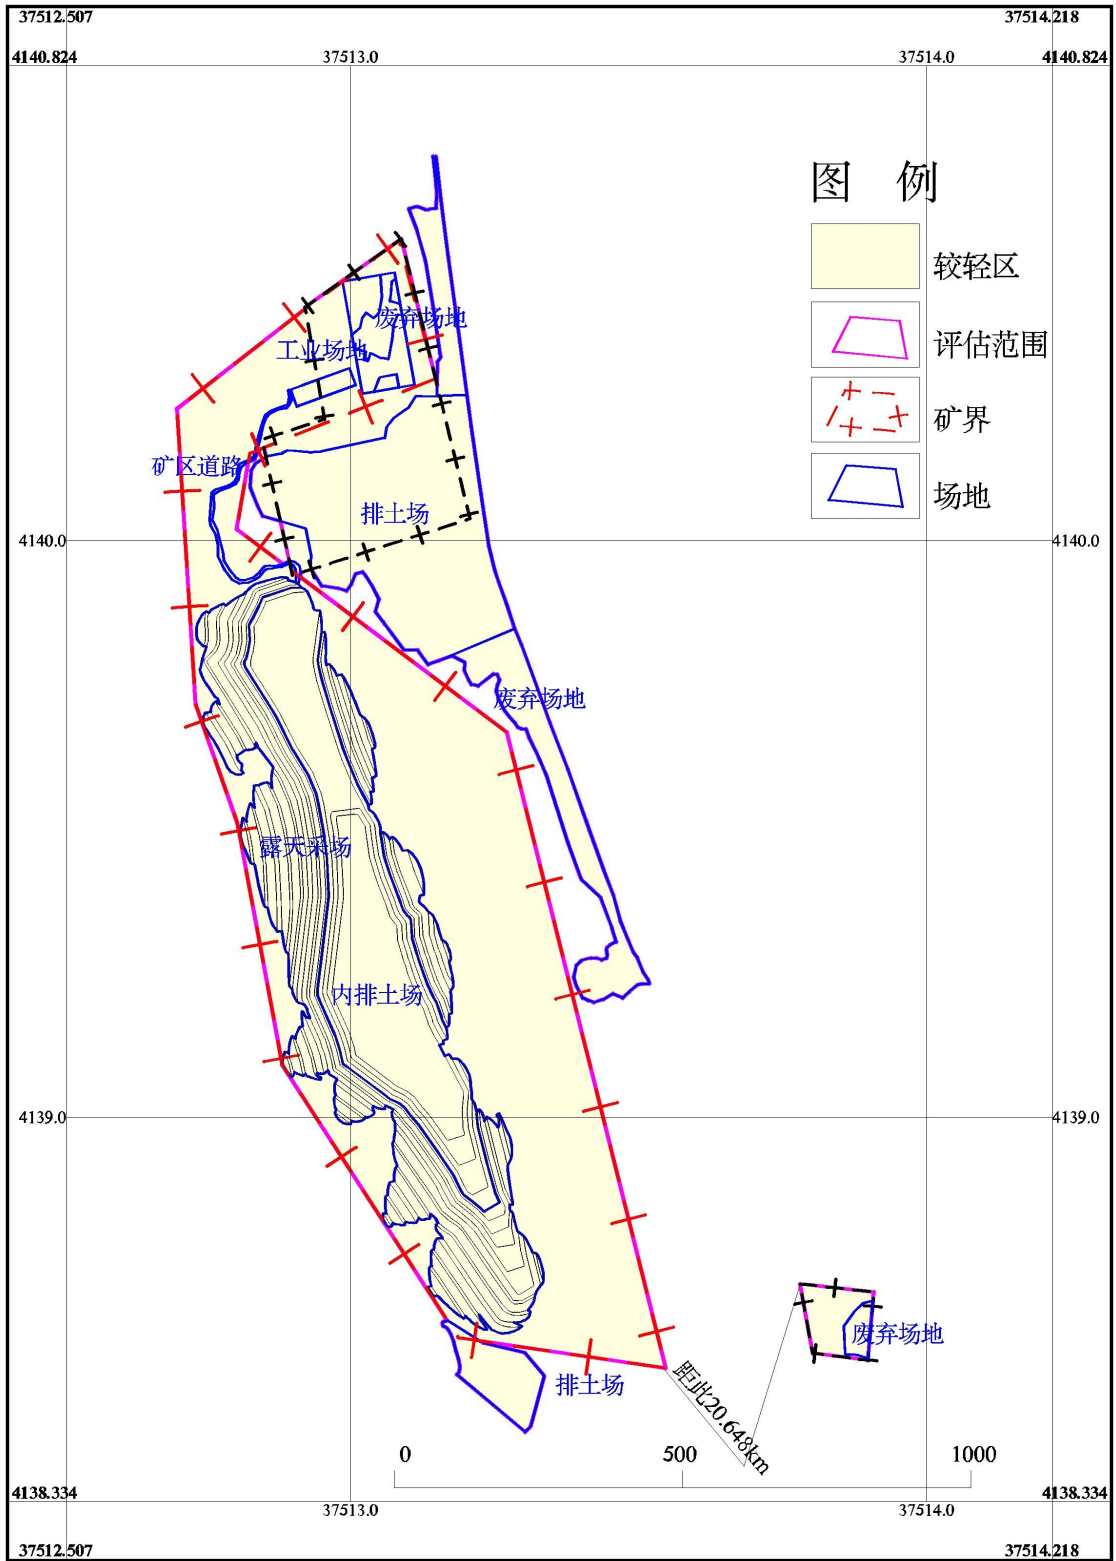 37512.507
37514.218
4140.824
37513.0
37514.0
4140.824
图 例
较轻区
评估范围
矿界
场地
废弃场地
工业场地
矿区道路
排土场
4140.0
4140.0
废弃场地
露天采场
内排土场
4139.0
4139.0
废弃场地
排土场
距此20.648km
0
500
1000
4138.334
37513.0
37514.0
4138.334
37512.507
37514.218